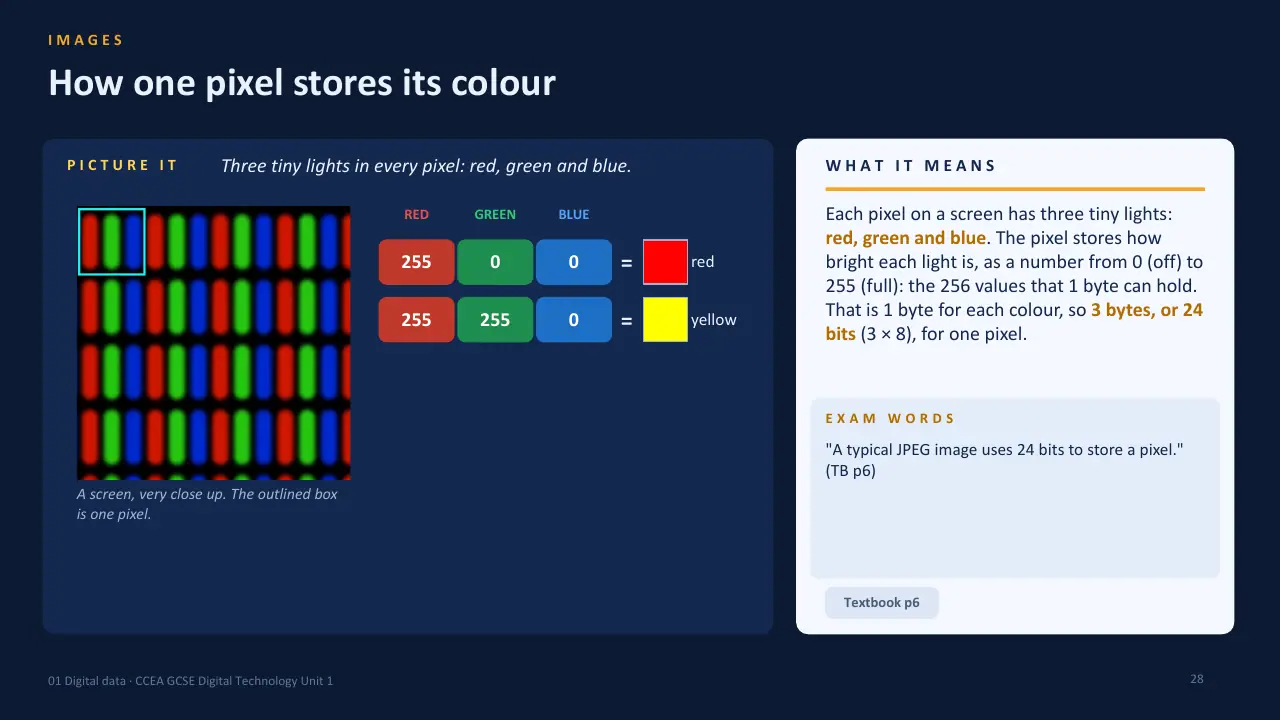 IMAGES
How one pixel stores its colour
PICTURE IT
Three tiny lights in every pixel: red, green and blue.
RED GREEN BLUE
255 0 0 = red
255 255 0 = yellow
A screen, very close up. The outlined box
is one pixel.
WHAT IT MEANS
Each pixel on a screen has three tiny lights:
red, green and blue. The pixel stores how
bright each light is, as a number from 0 (off) to
255 (full): the 256 values that 1 byte can hold.
That is 1 byte for each colour, so 3 bytes, or 24
bits (3 × 8), for one pixel.
EXAM WORDS
"A typical JPEG image uses 24 bits to store a pixel."
(TB p6)
Textbook p6
01 Digital data · CCEA GCSE Digital Technology Unit 1
28